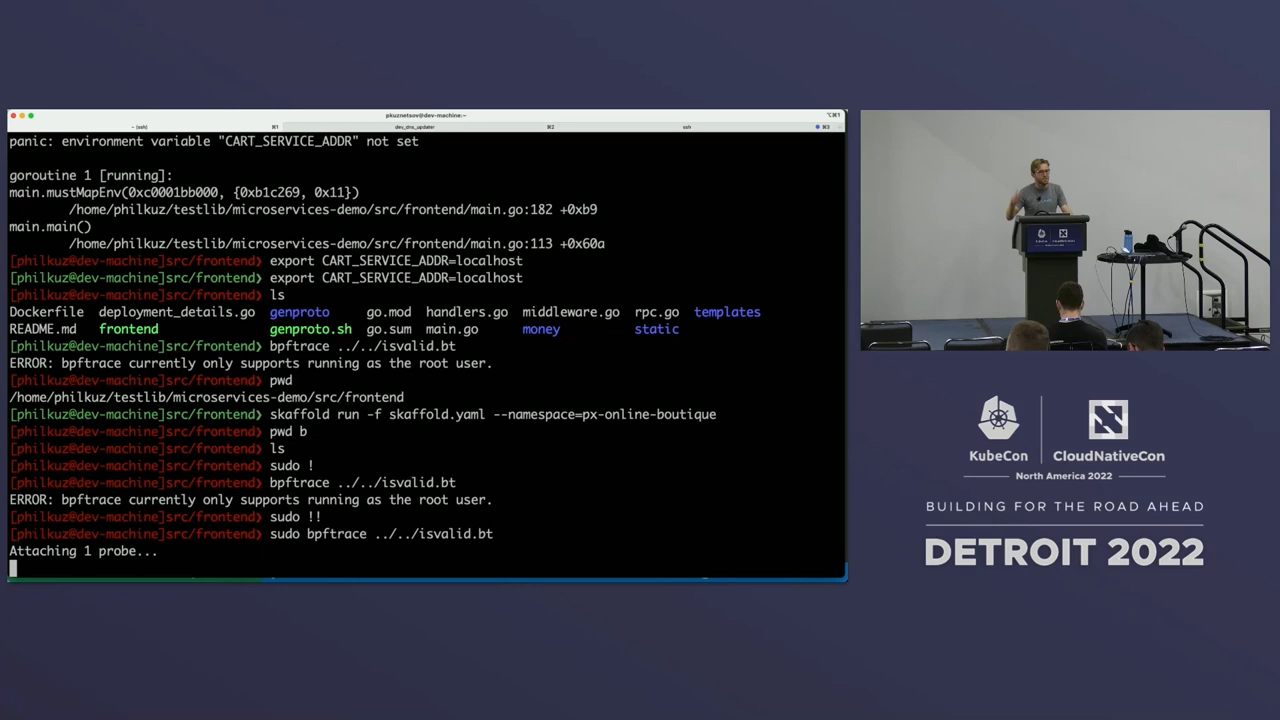 pkuznetsov@dev-machine:~
⌥⌘1
~ (ssh)
⌘1
dev_dns_updater
⌘2
ssh
⌘3
panic: environment variable "CART_SERVICE_ADDR" not set
goroutine 1 [running]:
main.mustMapEnv(0xc0001bb000, {0xb1c269, 0x11})
/home/philkuz/testlib/microservices-demo/src/frontend/main.go:182 +0xb9
main.main()
/home/philkuz/testlib/microservices-demo/src/frontend/main.go:113 +0x60a
[philkuz@dev-machine]src/frontend) export CART_SERVICE_ADDR=localhost
[philkuz@dev-machine]src/frontend) export CART_SERVICE_ADDR=localhost
[philkuz@dev-machine]src/frontend) ls
Dockerfile deployment_details.go genproto go.mod handlers.go middleware.go rpc.go templates
README.md frontend genproto.sh go.sum main.go money static
[philkuz@dev-machine]src/frontend) bpftrace ../../isvalid.bt
ERROR: bpftrace currently only supports running as the root user.
[philkuz@dev-machine]src/frontend) pwd
/home/philkuz/testlib/microservices-demo/src/frontend
[philkuz@dev-machine]src/frontend) skaffold run -f skaffold.yaml --namespace=px-online-boutique
[philkuz@dev-machine]src/frontend) pwd b
[philkuz@dev-machine]src/frontend) ls
[philkuz@dev-machine]src/frontend) sudo !
[philkuz@dev-machine]src/frontend) bpftrace ../../isvalid.bt
ERROR: bpftrace currently only supports running as the root user.
[philkuz@dev-machine]src/frontend) sudo !!
[philkuz@dev-machine]src/frontend) sudo bpftrace ../../isvalid.bt
Attaching 1 probe...
KubeCon
CloudNativeCon
North America 2022
BUILDING FOR THE ROAD AHEAD
DETROIT 2022